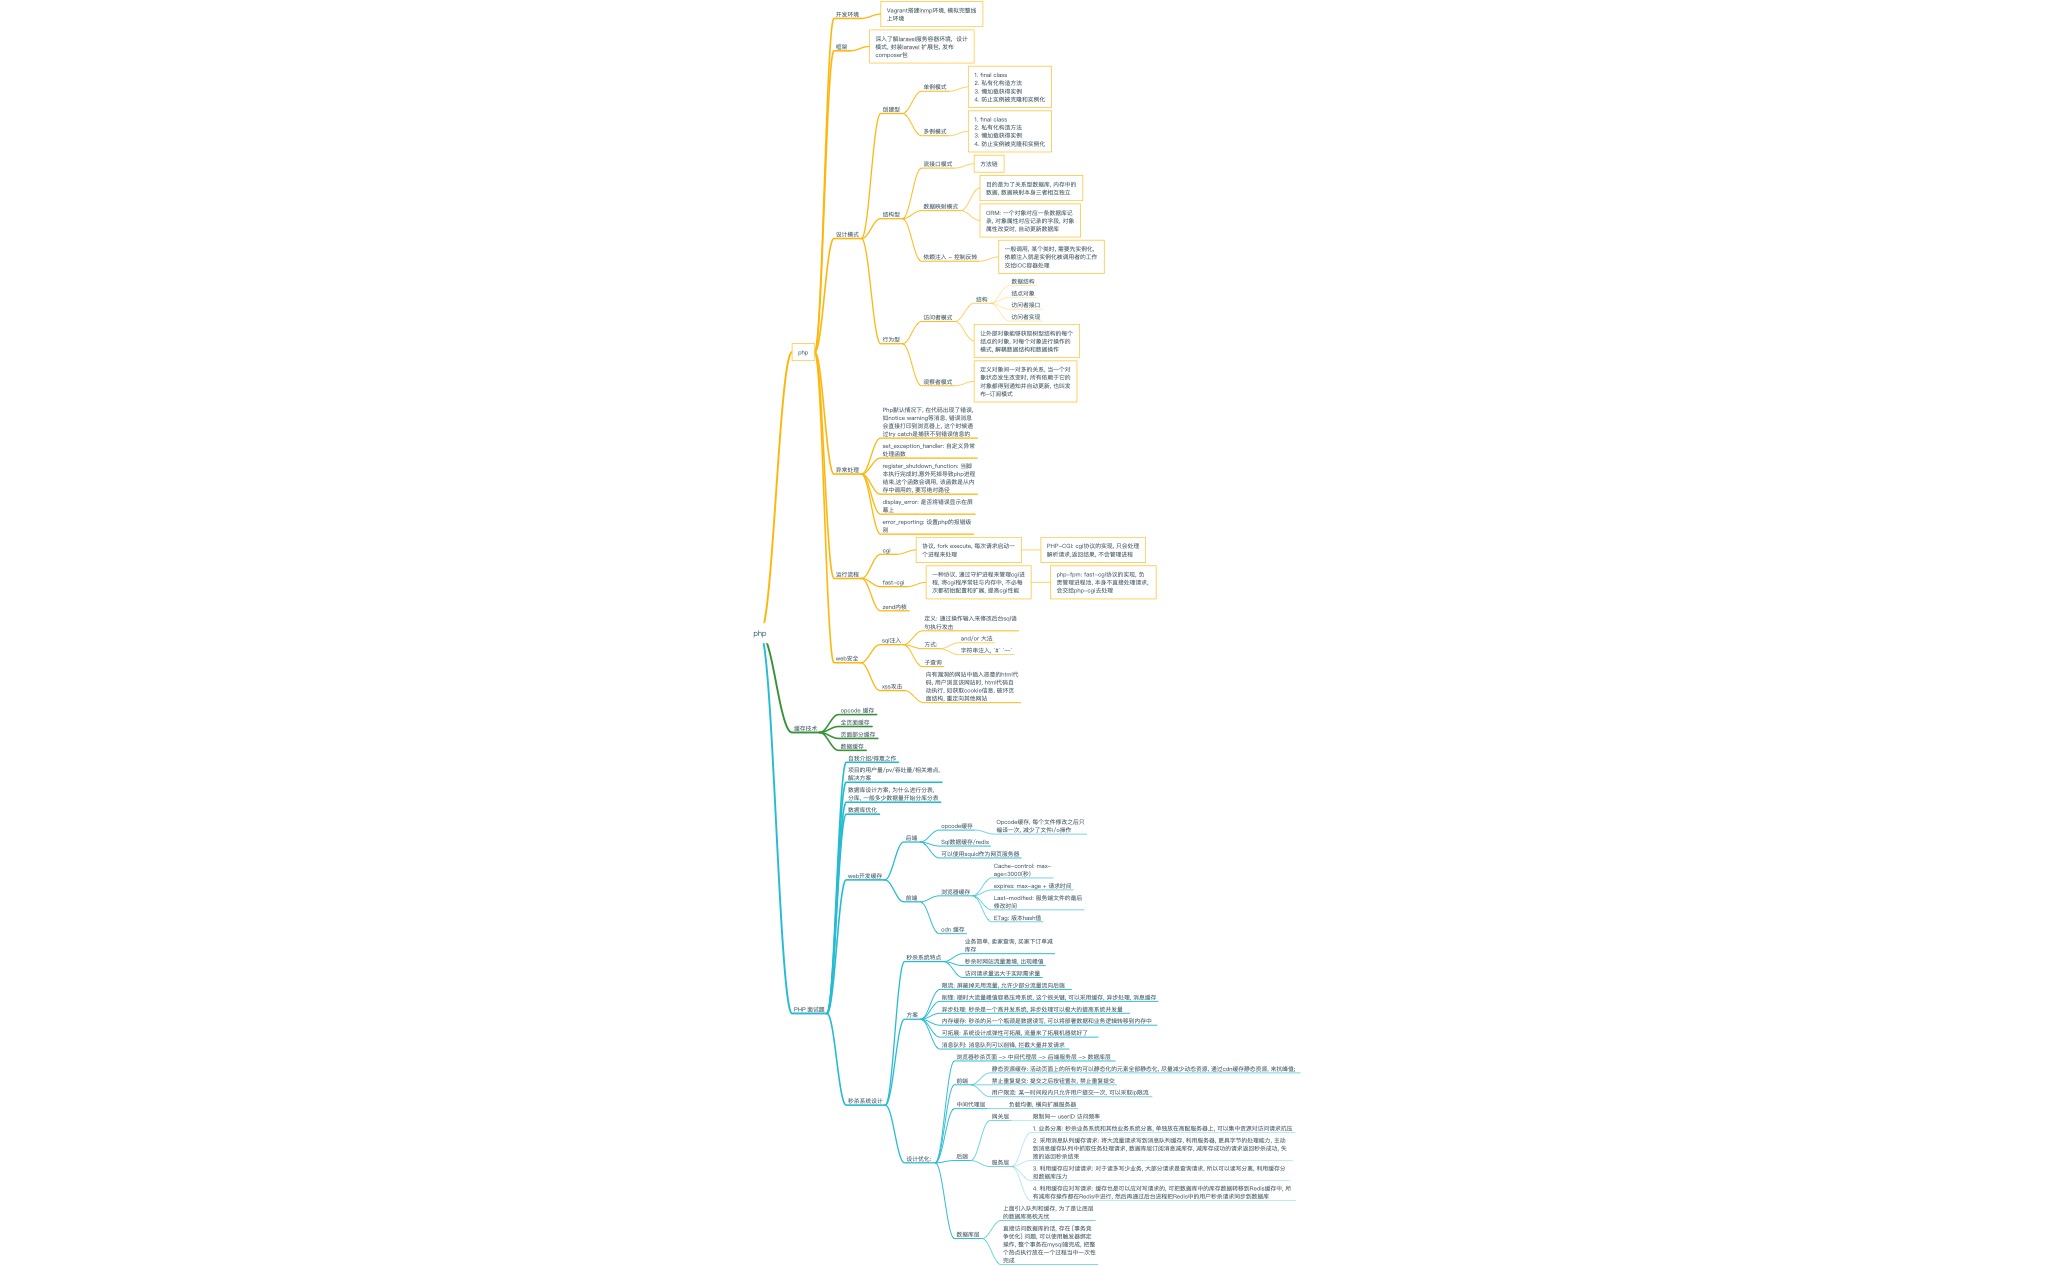 开发环境
Vagrant搭建lnmp环境, 模拟完整线
上环境
框架
深入了解laravel服务容器环境, 设计
模式, 封装laravel 扩展包, 发布
composer包
设计模式
创建型
单例模式
1. final class
2. 私有化构造方法
3. 懒加载获得实例
4. 防止实例被克隆和实例化
多例模式
1. final class
2. 私有化构造方法
3. 懒加载获得实例
4. 防止实例被克隆和实例化
结构型
流接口模式
方法链
数据映射模式
目的是为了关系型数据库, 内存中的
数据, 数据映射本身三者相互独立.
ORM: 一个对象对应一条数据库记
录, 对象属性对应记录的字段, 对象
属性改变时, 自动更新数据库
依赖注入 – 控制反转
一般调用, 某个类时, 需要先实例化,
依赖注入就是实例化被调用者的工作
交给IOC容器处理
行为型
访问者模式
结构
数据结构
结点对象
访问者接口
访问者实现
让外部对象能够获取树型结构的每个
结点的对象, 对每个对象进行操作的
模式, 解耦数据结构和数据操作
观察者模式
定义对象间一对多的关系, 当一个对
象状态发生改变时, 所有依赖于它的
对象都得到通知并自动更新, 也叫发
布–订阅模式
php
异常处理
Php默认情况下, 在代码出现了错误,
如notice warning等消息, 错误消息
会直接打印到浏览器上, 这个时候通
过try catch是捕获不到错误信息的
set_exception_handler: 自定义异常
处理函数
register_shutdown_function: 当脚
本执行完成时,意外死掉导致php进程
结束,这个函数会调用, 该函数是从内
存中调用的, 要写绝对路径
display_error: 是否将错误显示在屏
幕上
error_reporting: 设置php的报错级
别
运行流程
cgi
协议, fork execute, 每次请求启动一
个进程来处理
PHP-CGI: cgi协议的实现, 只会处理
解析请求,返回结果, 不会管理进程
fast-cgi
一种协议, 通过守护进程来管理cgi进
程, 将cgi程序常驻与内存中, 不必每
次都初始配置和扩展, 提高cgi性能
php-fpm: fast-cgi协议的实现, 负
责管理进程池, 本身不直接处理请求,
会交给php-cgi去处理
zend内核
web安全
sql注入
定义: 通过操作输入来修改后台sql语
句执行攻击
方式:
and/or 大法
字符串注入, '#' '—'
子查询
xss攻击
向有漏洞的网站中插入恶意的html代
码, 用户浏览该网站时, html代码自
动执行, 如获取cookie信息, 破坏页
面结构, 重定向其他网站
php
缓存技术
opcode 缓存
全页面缓存
页面部分缓存
数据缓存
PHP 面试题
自我介绍/得意之作
项目的用户量/pv/吞吐量/相关难点,
解决方案
数据库设计方案, 为什么进行分表,
分库, 一般多少数据量开始分库分表
数据库优化
web开发缓存
后端
opcode缓存
Opcode缓存, 每个文件修改之后只
编译一次, 减少了文件i/o操作
Sql数据缓存/redis
可以使用squid作为网页服务器
前端
浏览器缓存
Cache-control: max-
age=3000(秒)
expires: max-age + 请求时间
Last-modified: 服务端文件的最后
修改时间
ETag: 版本hash值
cdn 缓存
秒杀系统设计
秒杀系统特点
业务简单, 卖家查询, 买家下订单减
库存
秒杀时网站流量激增, 出现峰值
访问请求量远大于实际需求量
方案
限流: 屏蔽掉无用流量, 允许少部分流量流向后端
削锋: 瞬时大流量峰值容易压垮系统, 这个很关键, 可以采用缓存, 异步处理, 消息缓存
异步处理: 秒杀是一个高并发系统, 异步处理可以极大的提高系统并发量
内存缓存: 秒杀的另一个瓶颈是数据读写, 可以将部署数据和业务逻辑转移到内存中
可拓展: 系统设计成弹性可拓展, 流量来了拓展机器就好了
消息队列: 消息队列可以削锋, 拦截大量并发请求
设计优化:
浏览器秒杀页面 –> 中间代理层 –> 后端服务层 –> 数据库层
前端
静态资源缓存: 活动页面上的所有的可以静态化的元素全部静态化, 尽量减少动态资源, 通过cdn缓存静态资源, 来抗峰值;
禁止重复提交: 提交之后按钮置灰, 禁止重复提交
用户限流: 某一时间段内只允许用户提交一次, 可以采取ip限流
中间代理层
负载均衡, 横向扩展服务器
后端
网关层
限制同一 userID 访问频率
服务层
1. 业务分离: 秒杀业务系统和其他业务系统分离, 单独放在高配服务器上, 可以集中资源对访问请求抗压
2. 采用消息队列缓存请求: 将大流量请求写到消息队列缓存, 利用服务器, 更具字节的处理能力, 主动
到消息缓存队列中抓取任务处理请求, 数据库层订阅消息减库存, 减库存成功的请求返回秒杀成功, 失
败的返回秒杀结束
3. 利用缓存应对读请求: 对于读多写少业务, 大部分请求是查询请求, 所以可以读写分离, 利用缓存分
担数据库压力
4. 利用缓存应对写请求: 缓存也是可以应对写请求的, 可把数据库中的库存数据转移到Redis缓存中, 所
有减库存操作都在Redis中进行, 然后再通过后台进程把Redis中的用户秒杀请求同步到数据库
数据库层
上面引入队列和缓存, 为了是让底层
的数据库高枕无忧
直接访问数据库的话, 存在 [事务竞
争优化] 问题, 可以使用触发器绑定
操作, 整个事务在mysql端完成, 把整
个热点执行放在一个过程当中一次性
完成